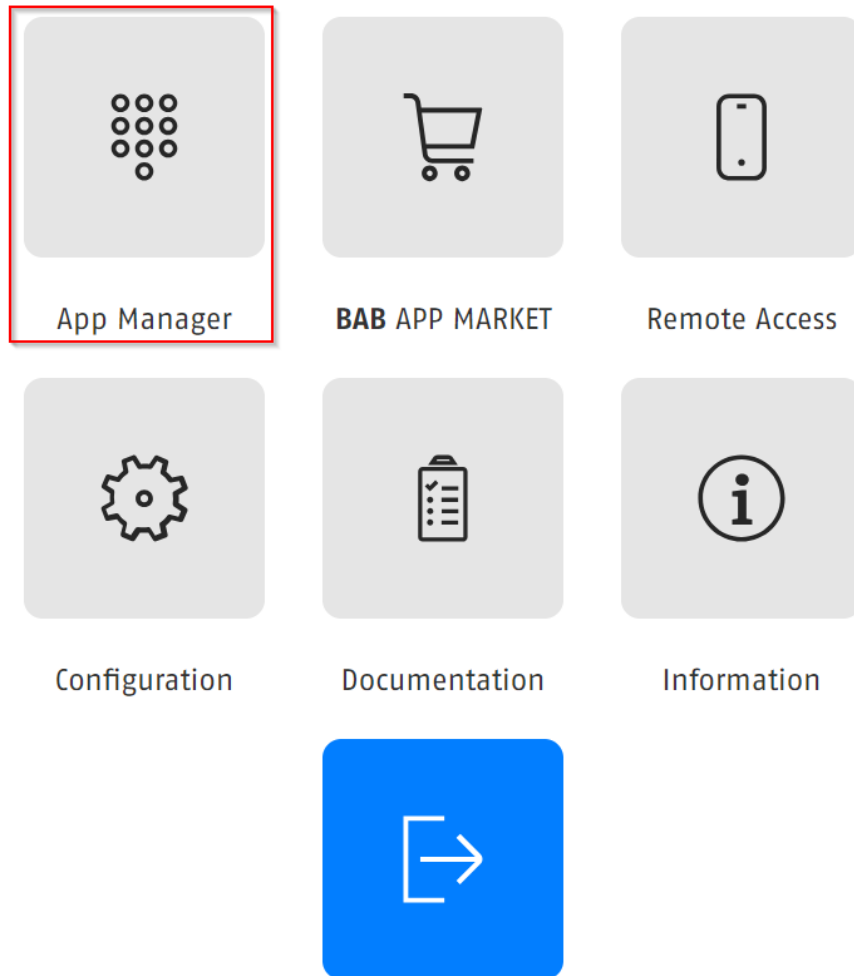 App Manager
BAB APP MARKET
Remote Access
Configuration
Documentation
Information